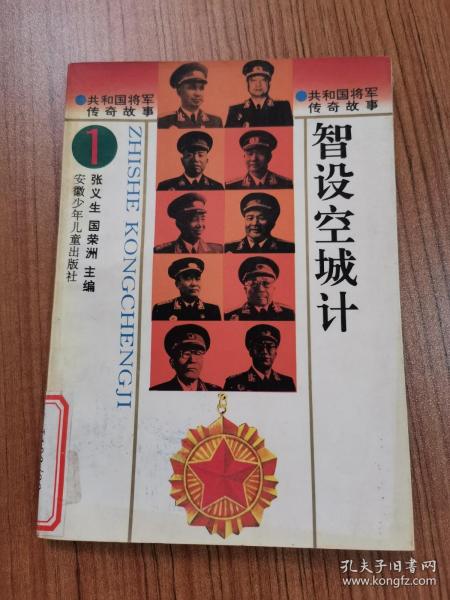 共和国将军
传奇故事
共和国将军
传奇故事
1
智设空城计
ZHISHE KONGCHENGJI
张义生 国荣洲 主编
安徽少年儿童出版社
孔夫子旧书网
www.kongfz.com